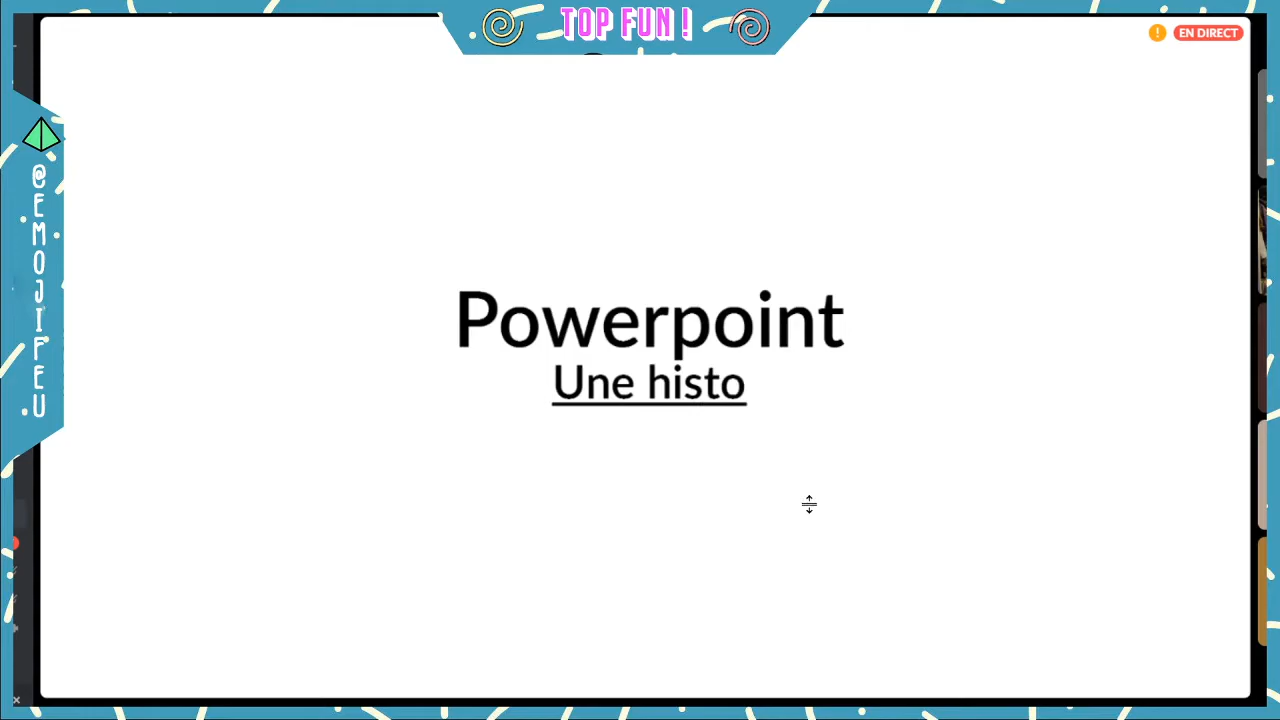 TOP FUN !
EN DIRECT
@EMOJIFEU
Powerpoint
Une histo